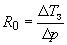 R₀ = ΔT₃ / Δp